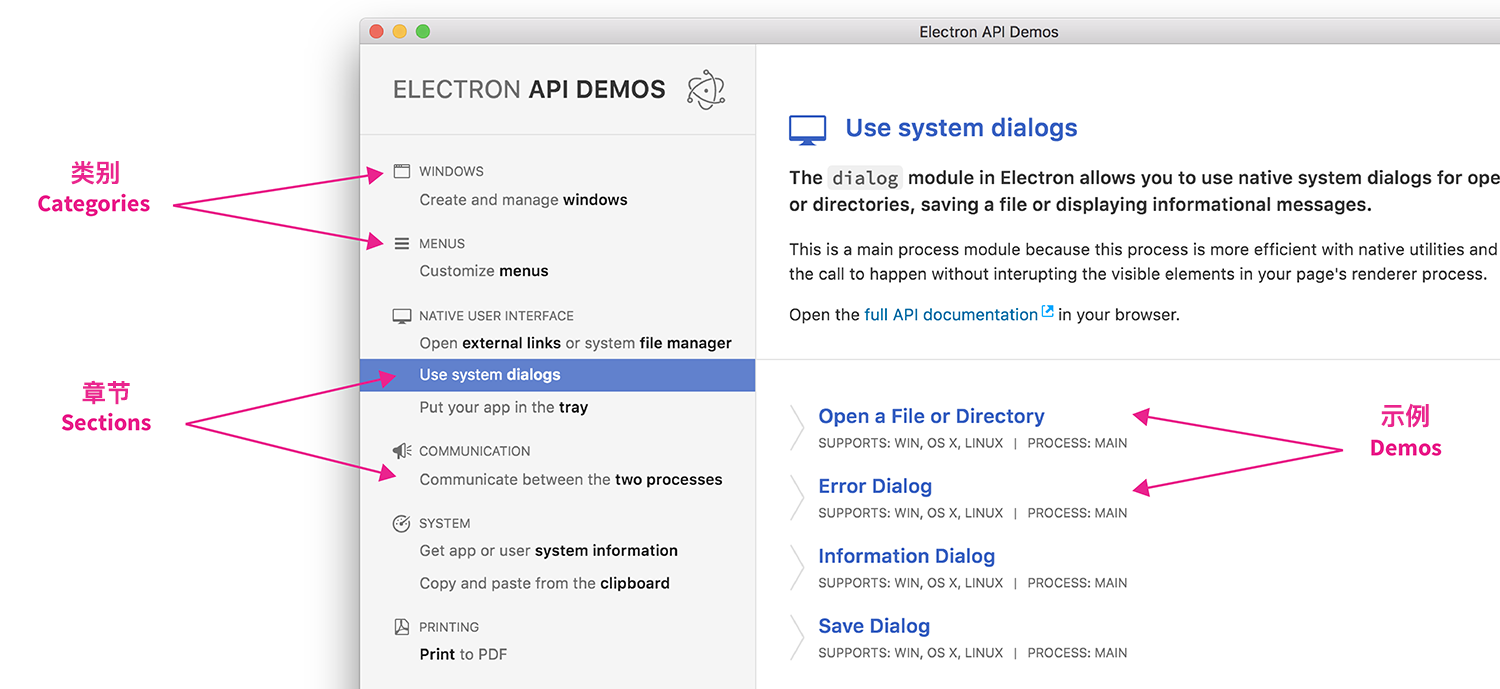 Electron API Demos
ELECTRON API DEMOS
类别
Categories
WINDOWS
Create and manage windows
MENUS
Customize menus
NATIVE USER INTERFACE
Open external links or system file manager
章节
Sections
Use system dialogs
Put your app in the tray
COMMUNICATION
Communicate between the two processes
SYSTEM
Get app or user system information
Copy and paste from the clipboard
PRINTING
Print to PDF
Use system dialogs
The dialog module in Electron allows you to use native system dialogs for ope
or directories, saving a file or displaying informational messages.
This is a main process module because this process is more efficient with native utilities and
the call to happen without interupting the visible elements in your page's renderer process.
Open the full API documentation in your browser.
Open a File or Directory
SUPPORTS: WIN, OS X, LINUX | PROCESS: MAIN
示例
Demos
Error Dialog
SUPPORTS: WIN, OS X, LINUX | PROCESS: MAIN
Information Dialog
SUPPORTS: WIN, OS X, LINUX | PROCESS: MAIN
Save Dialog
SUPPORTS: WIN, OS X, LINUX | PROCESS: MAIN